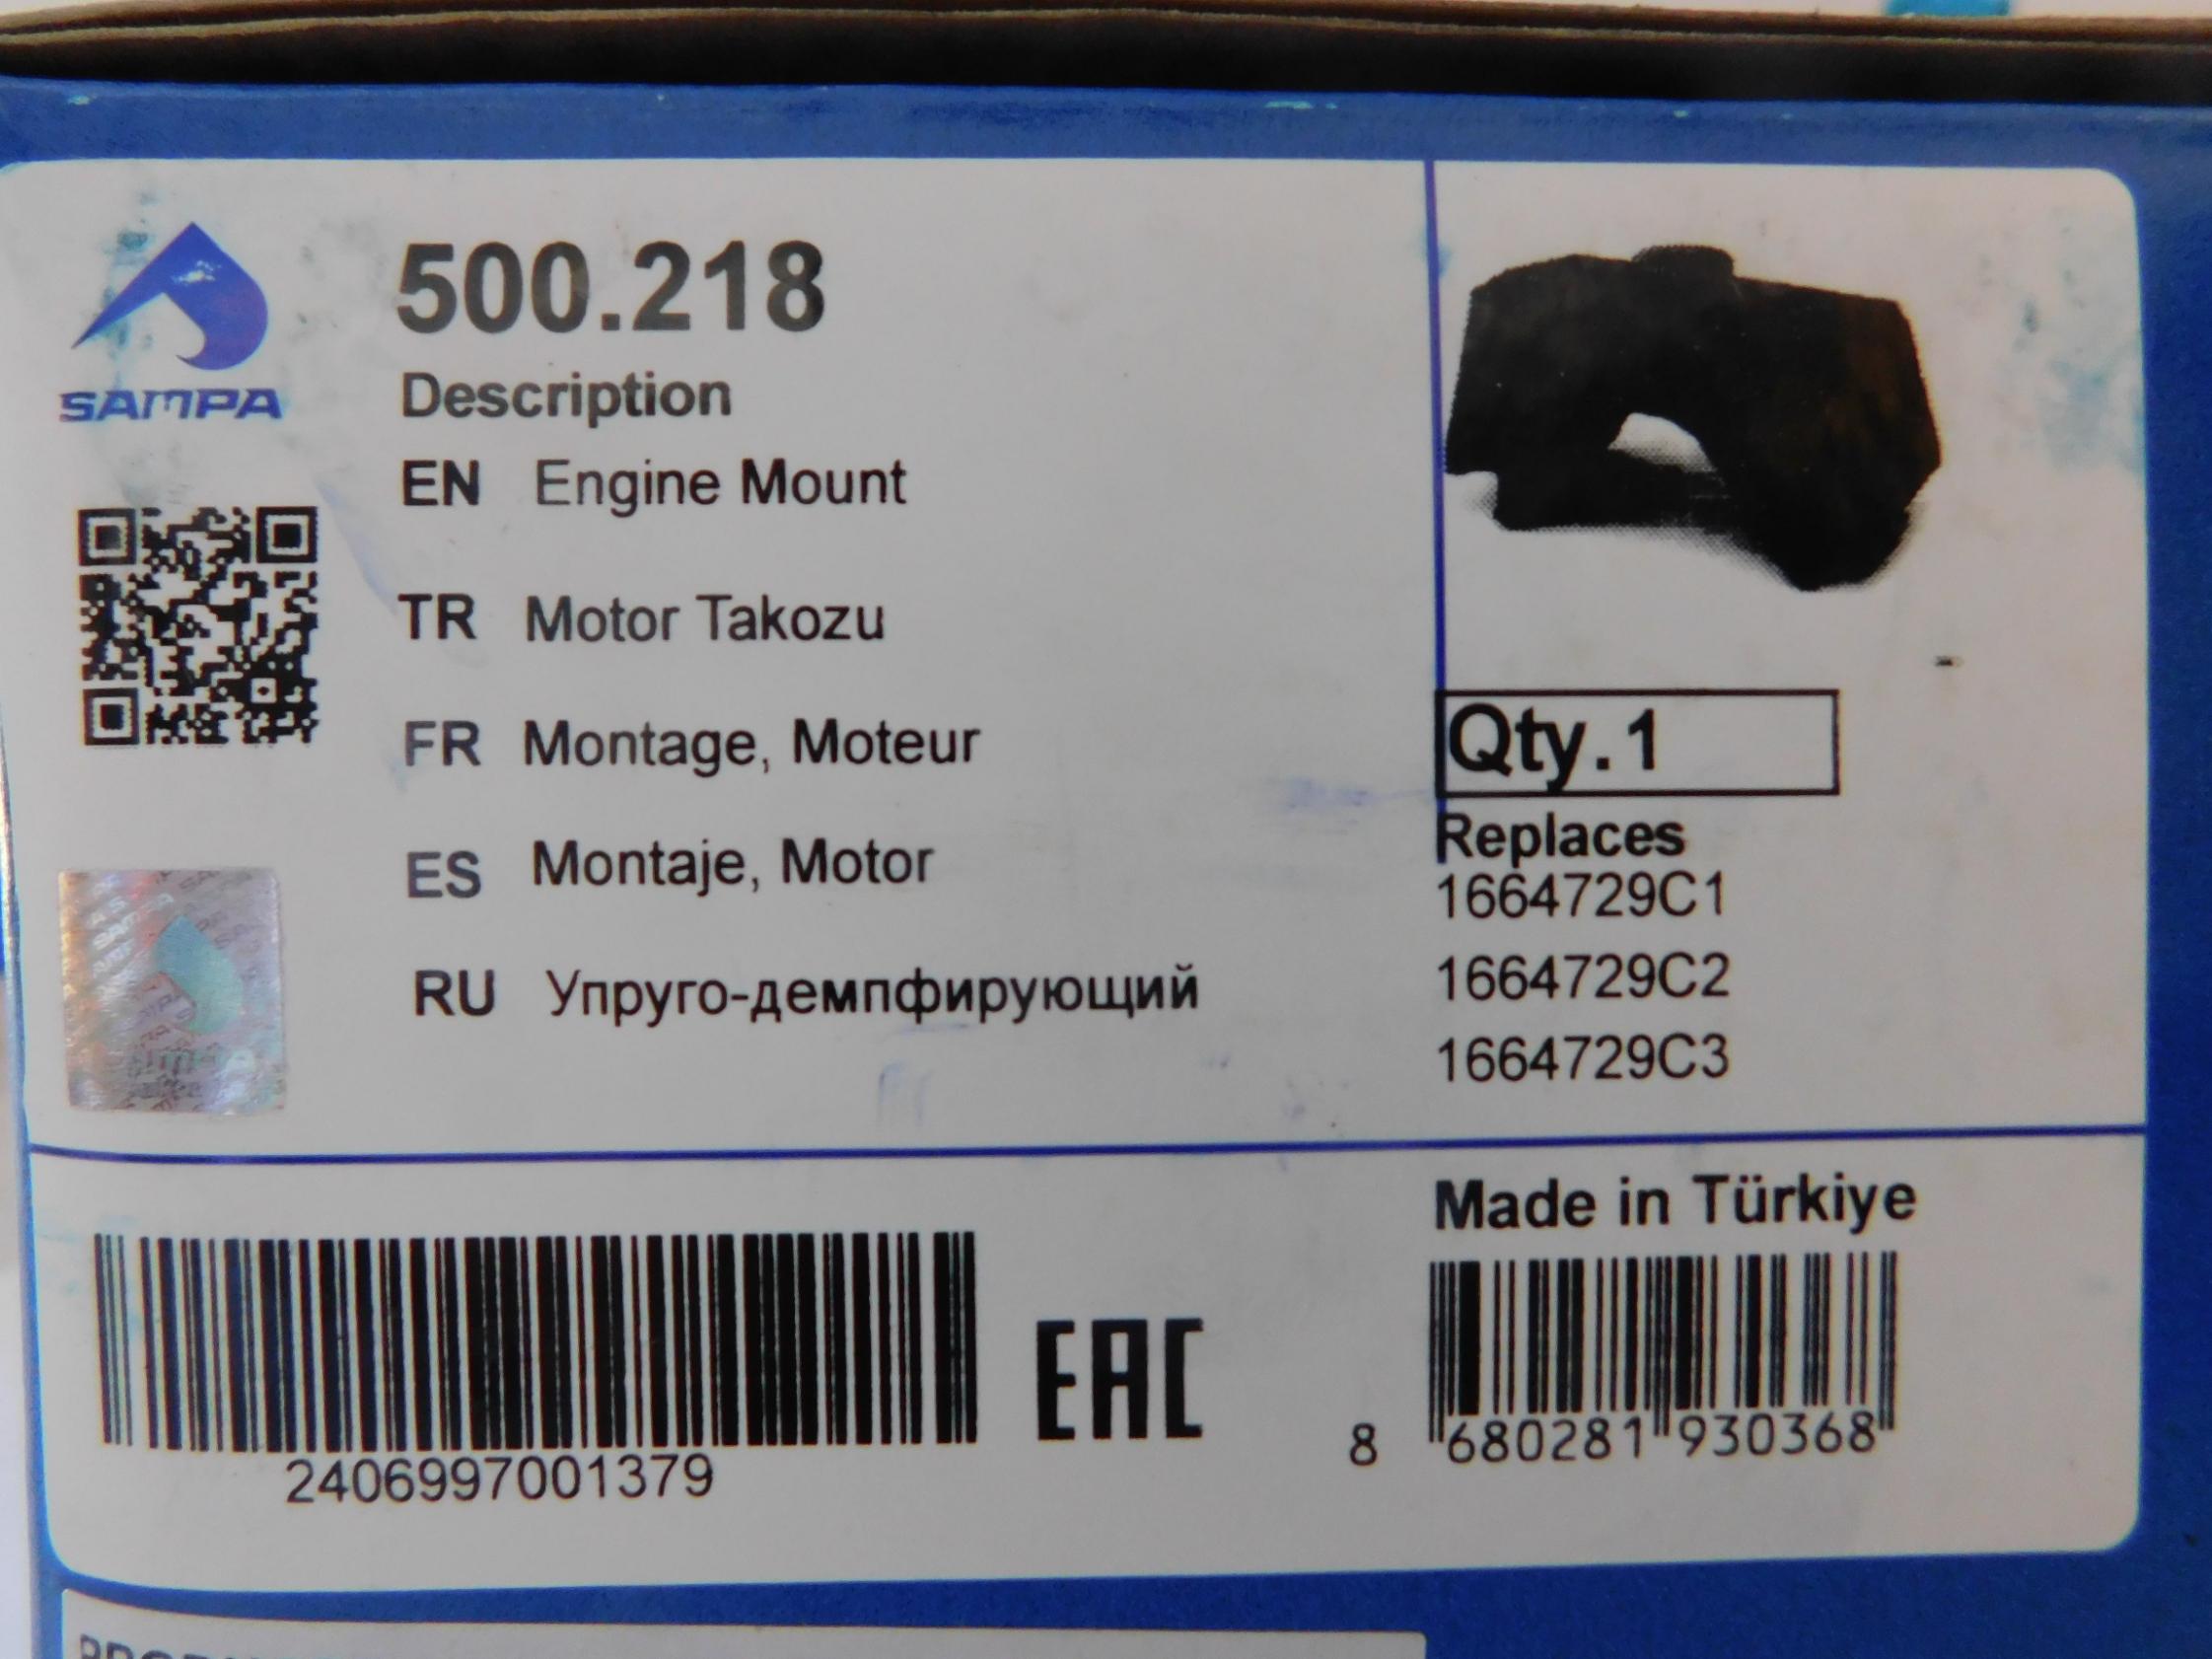 SAMPA
500.218
Description
EN Engine Mount
TR Motor Takozu
FR Montage, Moteur
ES Montaje, Motor
RU Упруго-демпфирующий
Qty.1
Replaces
1664729C1
1664729C2
1664729C3
2406997001379
EAC
Made in Türkiye
8 680281 930368